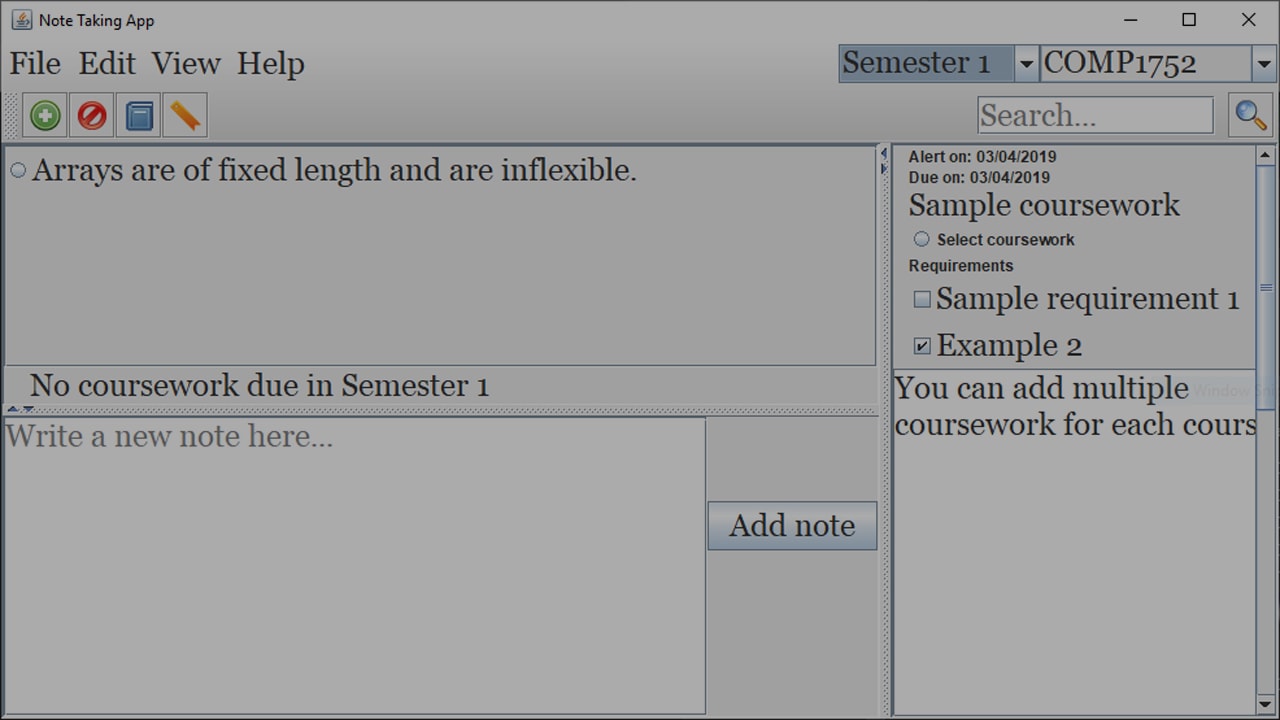 Note Taking App
File Edit View Help
Semester 1
COMP1752
Search...
Arrays are of fixed length and are inflexible.
No coursework due in Semester 1
Write a new note here...
Add note
Alert on: 03/04/2019
Due on: 03/04/2019
Sample coursework
Select coursework
Requirements
Sample requirement 1
Example 2
You can add multiple
coursework for each cours
Window